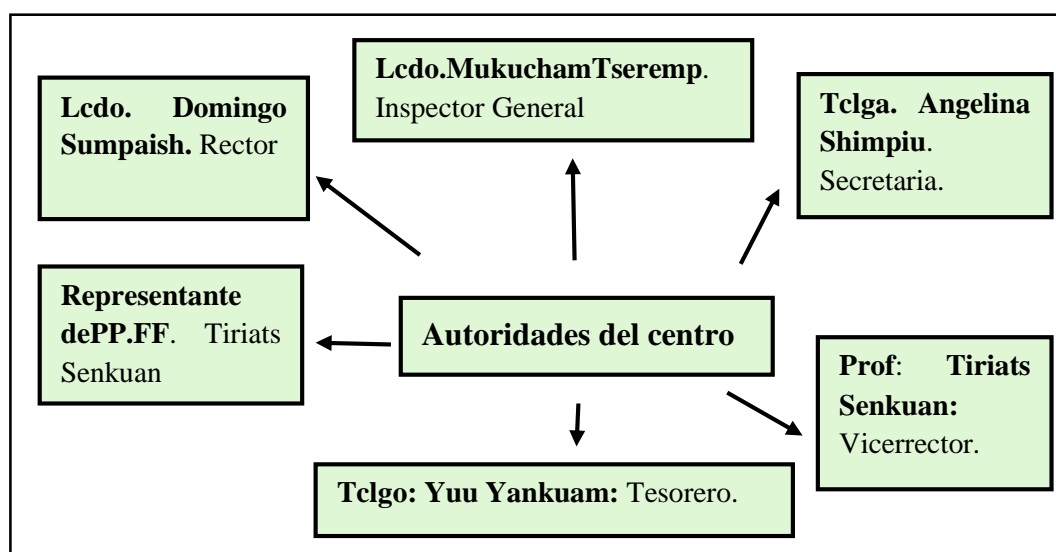 Lcdo.MukuchamTseremp.
Inspector General
Lcdo. Domingo
Sumpaish. Rector
Tclga. Angelina
Shimpiu.
Secretaria.
Representante
dePP.FF. Tiriats
Senkuan
Autoridades del centro
Prof: Tiriats
Senkuan:
Vicerrector.
Tclgo: Yuu Yankuam: Tesorero.